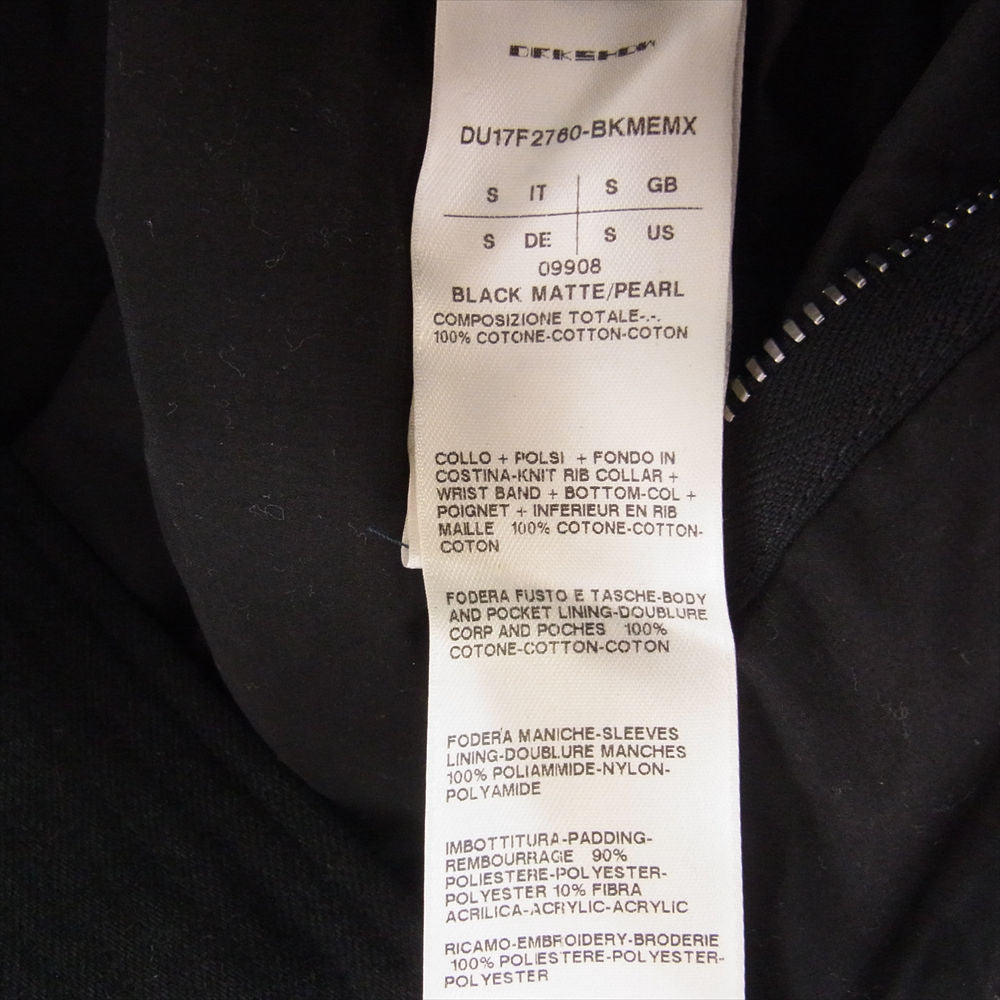 DRKSHDW
DU17F2760-BKMEMX
S IT S GB
S DE S US
09908
BLACK MATTE/PEARL
COMPOSIZIONE TOTALE-.-.
100% COTONE-COTTON-COTON
COLLO + POLSI + FONDO IN
COSTINA-KNIT RIB COLLAR +
WRIST BAND + BOTTOM-COL +
POIGNET + INFERIEUR EN RIB
MAILLE 100% COTONE-COTTON-
COTON
FODERA FUSTO E TASCHE-BODY
AND POCKET LINING-DOUBLURE
CORP AND POCHES 100%
COTONE-COTTON-COTON
FODERA MANICHE-SLEEVES
LINING-DOUBLURE MANCHES
100% POLIAMMIDE-NYLON-
POLYAMIDE
IMBOTTITURA-PADDING-
REMBOURRAGE 90%
POLIESTERE-POLYESTER-
POLYESTER 10% FIBRA
ACRILICA-ACRYLIC-ACRYLIC
RICAMO-EMBROIDERY-BRODERIE
100% POLIESTERE-POLYESTER-
POLYESTER